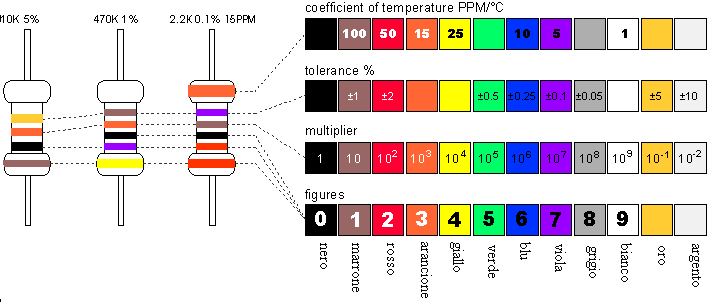 10K 5%
470K 1%
2.2K 0.1% 15PPM
coefficient of temperature PPM/°C
100 50 15 25 10 5 1
tolerance %
±1 ±2 ±0.5 ±0.25 ±0.1 ±0.05 ±5 ±10
multiplier
1 10 10² 10³ 10⁴ 10⁵ 10⁶ 10⁷ 10⁸ 10⁹ 10⁻¹ 10⁻²
figures
0 1 2 3 4 5 6 7 8 9
nero
marrone
rosso
arancione
giallo
verde
blu
viola
grigio
bianco
oro
argento